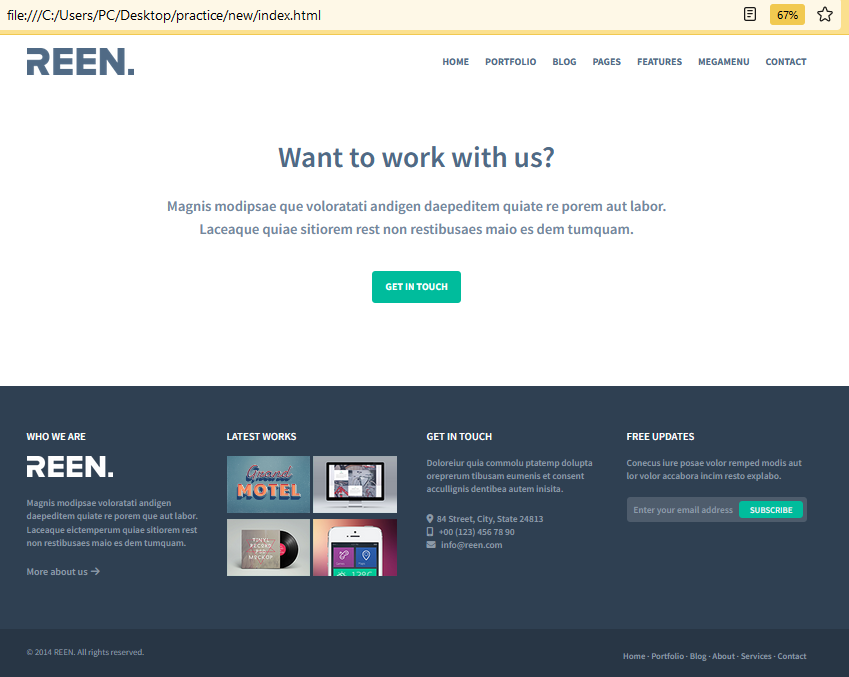 file:///C:/Users/PC/Desktop/practice/new/index.html
67%
REEN.
HOME PORTFOLIO BLOG PAGES FEATURES MEGAMENU CONTACT
Want to work with us?
Magnis modipsae que voloratati andigen daepeditem quiate re porem aut labor.
Laceaque quiae sitiorem rest non restibusaes maio es dem tumquam.
GET IN TOUCH
WHO WE ARE
REEN.
Magnis modipsae voloratati andigen
daepeditem quiate re porem que aut labor.
Laceaque eictemperum quiae sitiorem rest
non restibusaes maio es dem tumquam.
More about us →
LATEST WORKS
Grand
MOTEL
VINYL
RECORD
PSD
MOCKUP
GET IN TOUCH
Doloreiur quia commolu ptatemp dolupta
oreprerum tibusam eumenis et consent
accullignis dentibea autem inisita.
84 Street, City, State 24813
+00 (123) 456 78 90
info@reen.com
FREE UPDATES
Conecus iure posae volor remped modis aut
lor volor accabora incim resto explabo.
Enter your email address SUBSCRIBE
© 2014 REEN. All rights reserved.
Home · Portfolio · Blog · About · Services · Contact